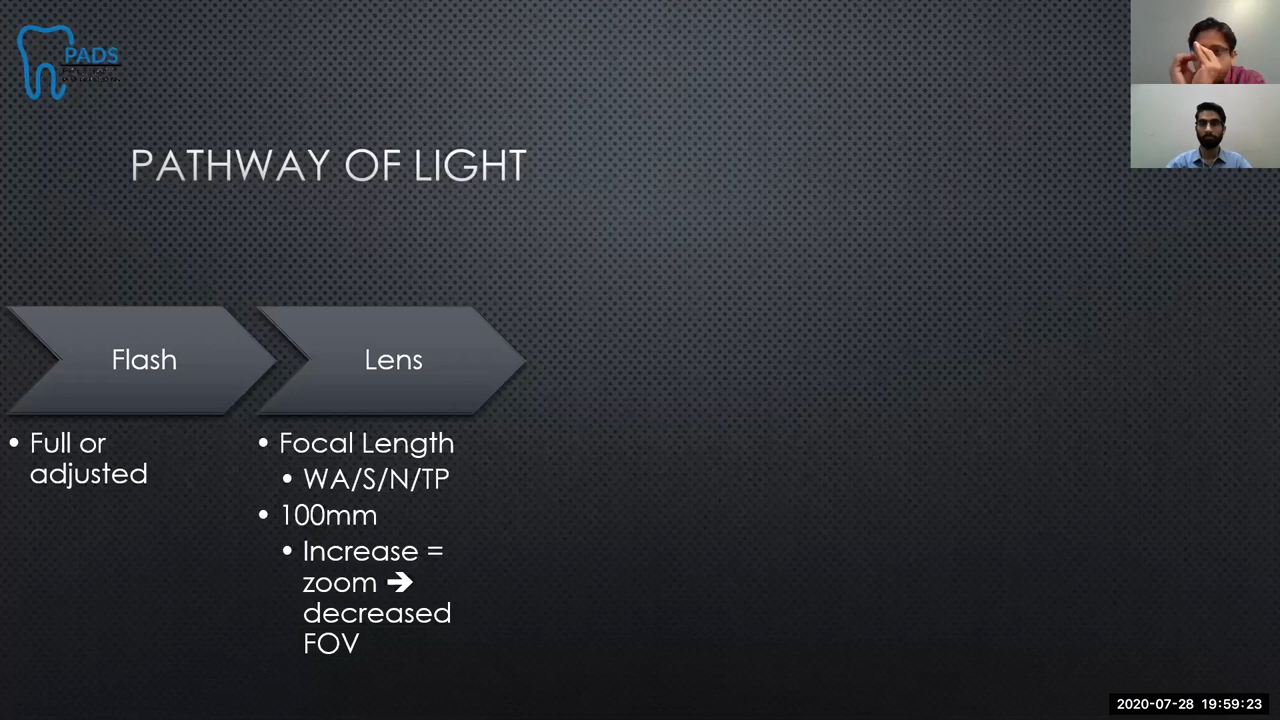 PADS
PATHWAY OF LIGHT
Flash
Lens
• Full or
adjusted
• Focal Length
• WA/S/N/TP
• 100mm
• Increase =
zoom ➔
decreased
FOV
2020-07-28 19:59:23